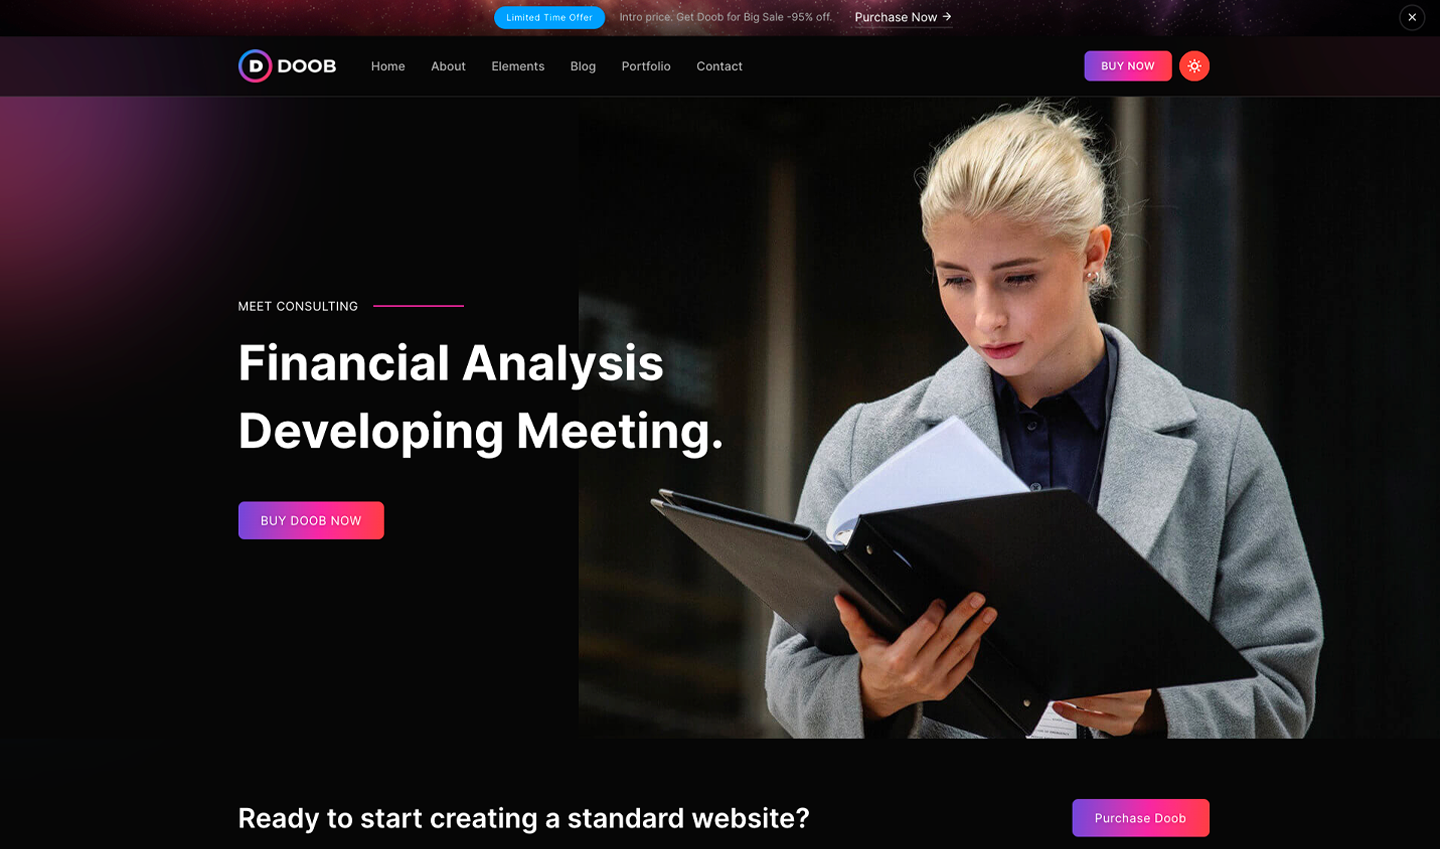 Limited Time Offer Intro price. Get Doob for Big Sale -95% off. Purchase Now →
D DOOB Home About Elements Blog Portfolio Contact BUY NOW
MEET CONSULTING
Financial Analysis
Developing Meeting.
BUY DOOB NOW
Ready to start creating a standard website? Purchase Doob